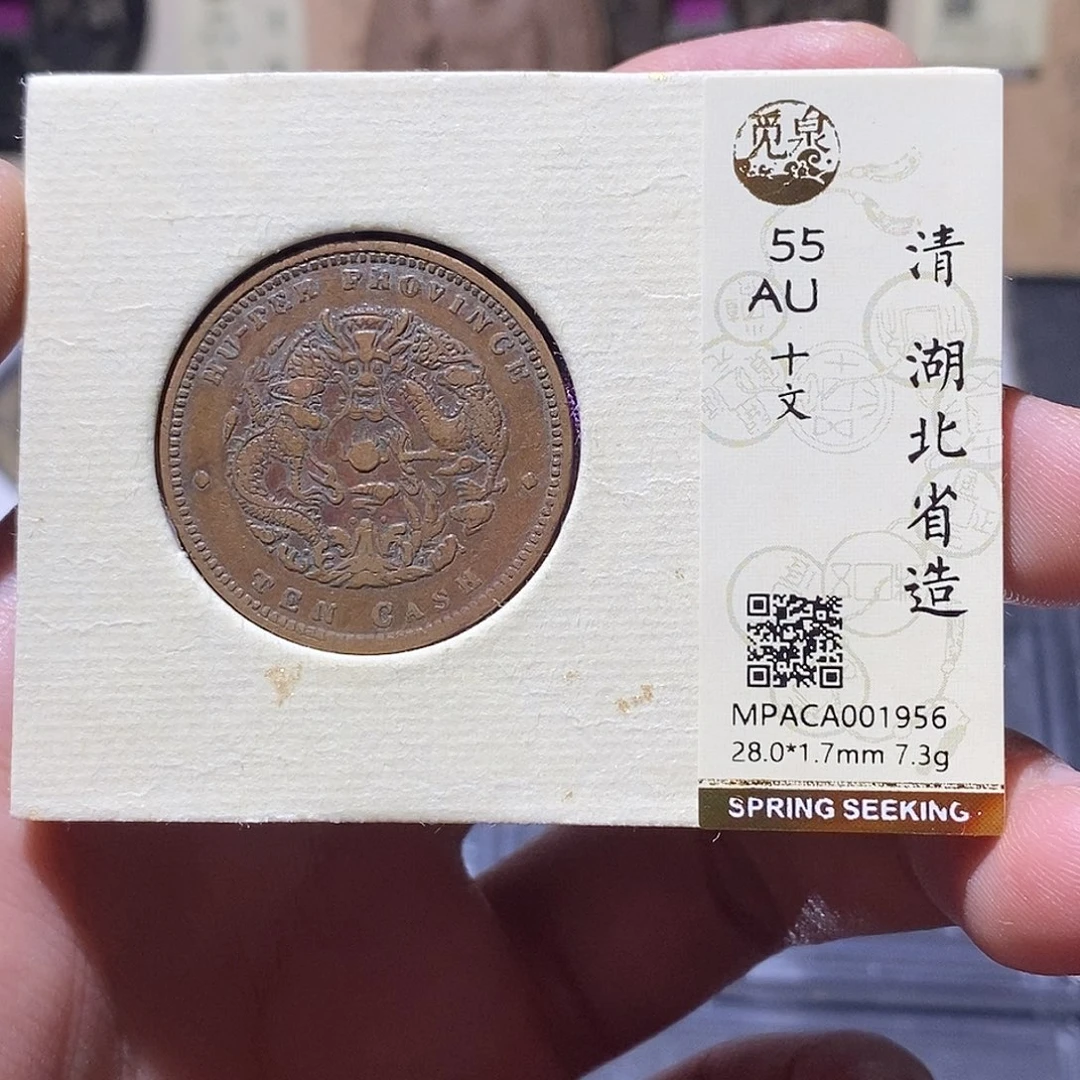 HU-PEH PROVINCE
TEN CASH
觅泉
55
AU
十文
清 湖北省造
MPACA001956
28.0*1.7mm 7.3g
SPRING SEEKING